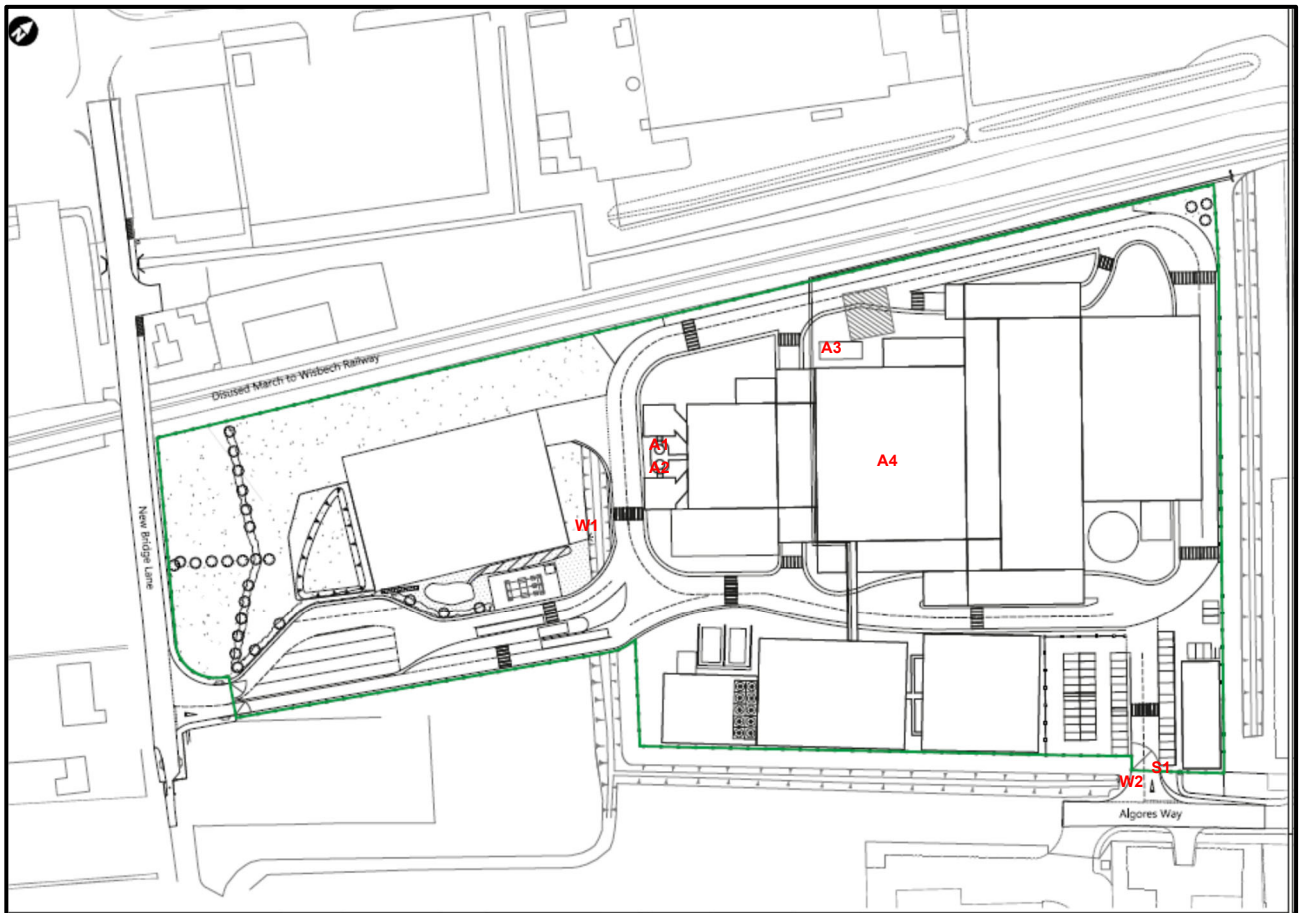 N
A3
Disused March to Wisbech Railway
A1
A2
A4
W1
New Bridge Lane
S1
W2
Algores Way